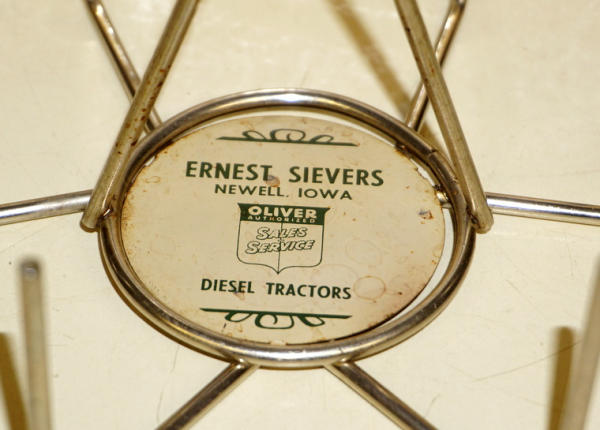 ERNEST SIEVERS
NEWELL, IOWA
OLIVER
AUTHORIZED
SALES
& SERVICE
DIESEL TRACTORS